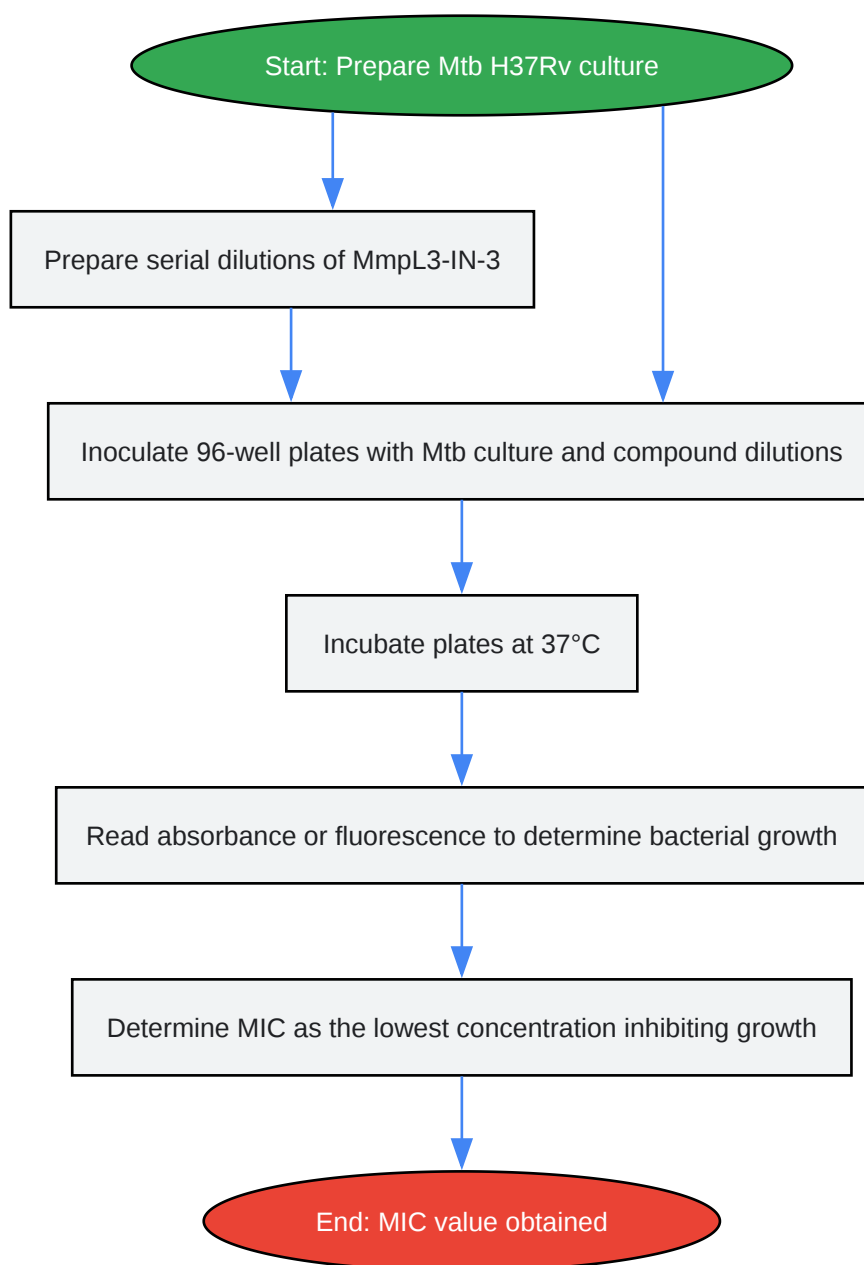 Start: Prepare Mtb H37Rv culture
Prepare serial dilutions of MmpL3-IN-3
Inoculate 96-well plates with Mtb culture and compound dilutions
Incubate plates at 37°C
Read absorbance or fluorescence to determine bacterial growth
Determine MIC as the lowest concentration inhibiting growth
End: MIC value obtained